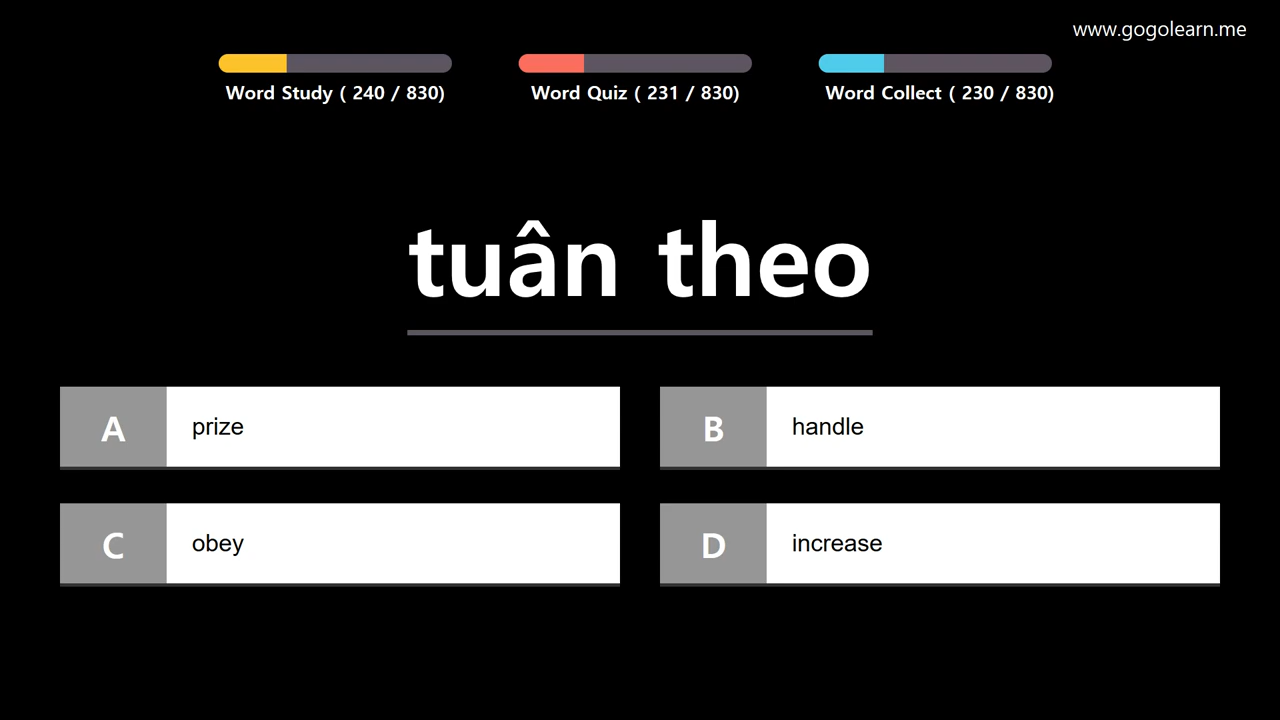 www.gogolearn.me
Word Study ( 240 / 830)
Word Quiz ( 231 / 830)
Word Collect ( 230 / 830)
tuân theo
A prize
B handle
C obey
D increase